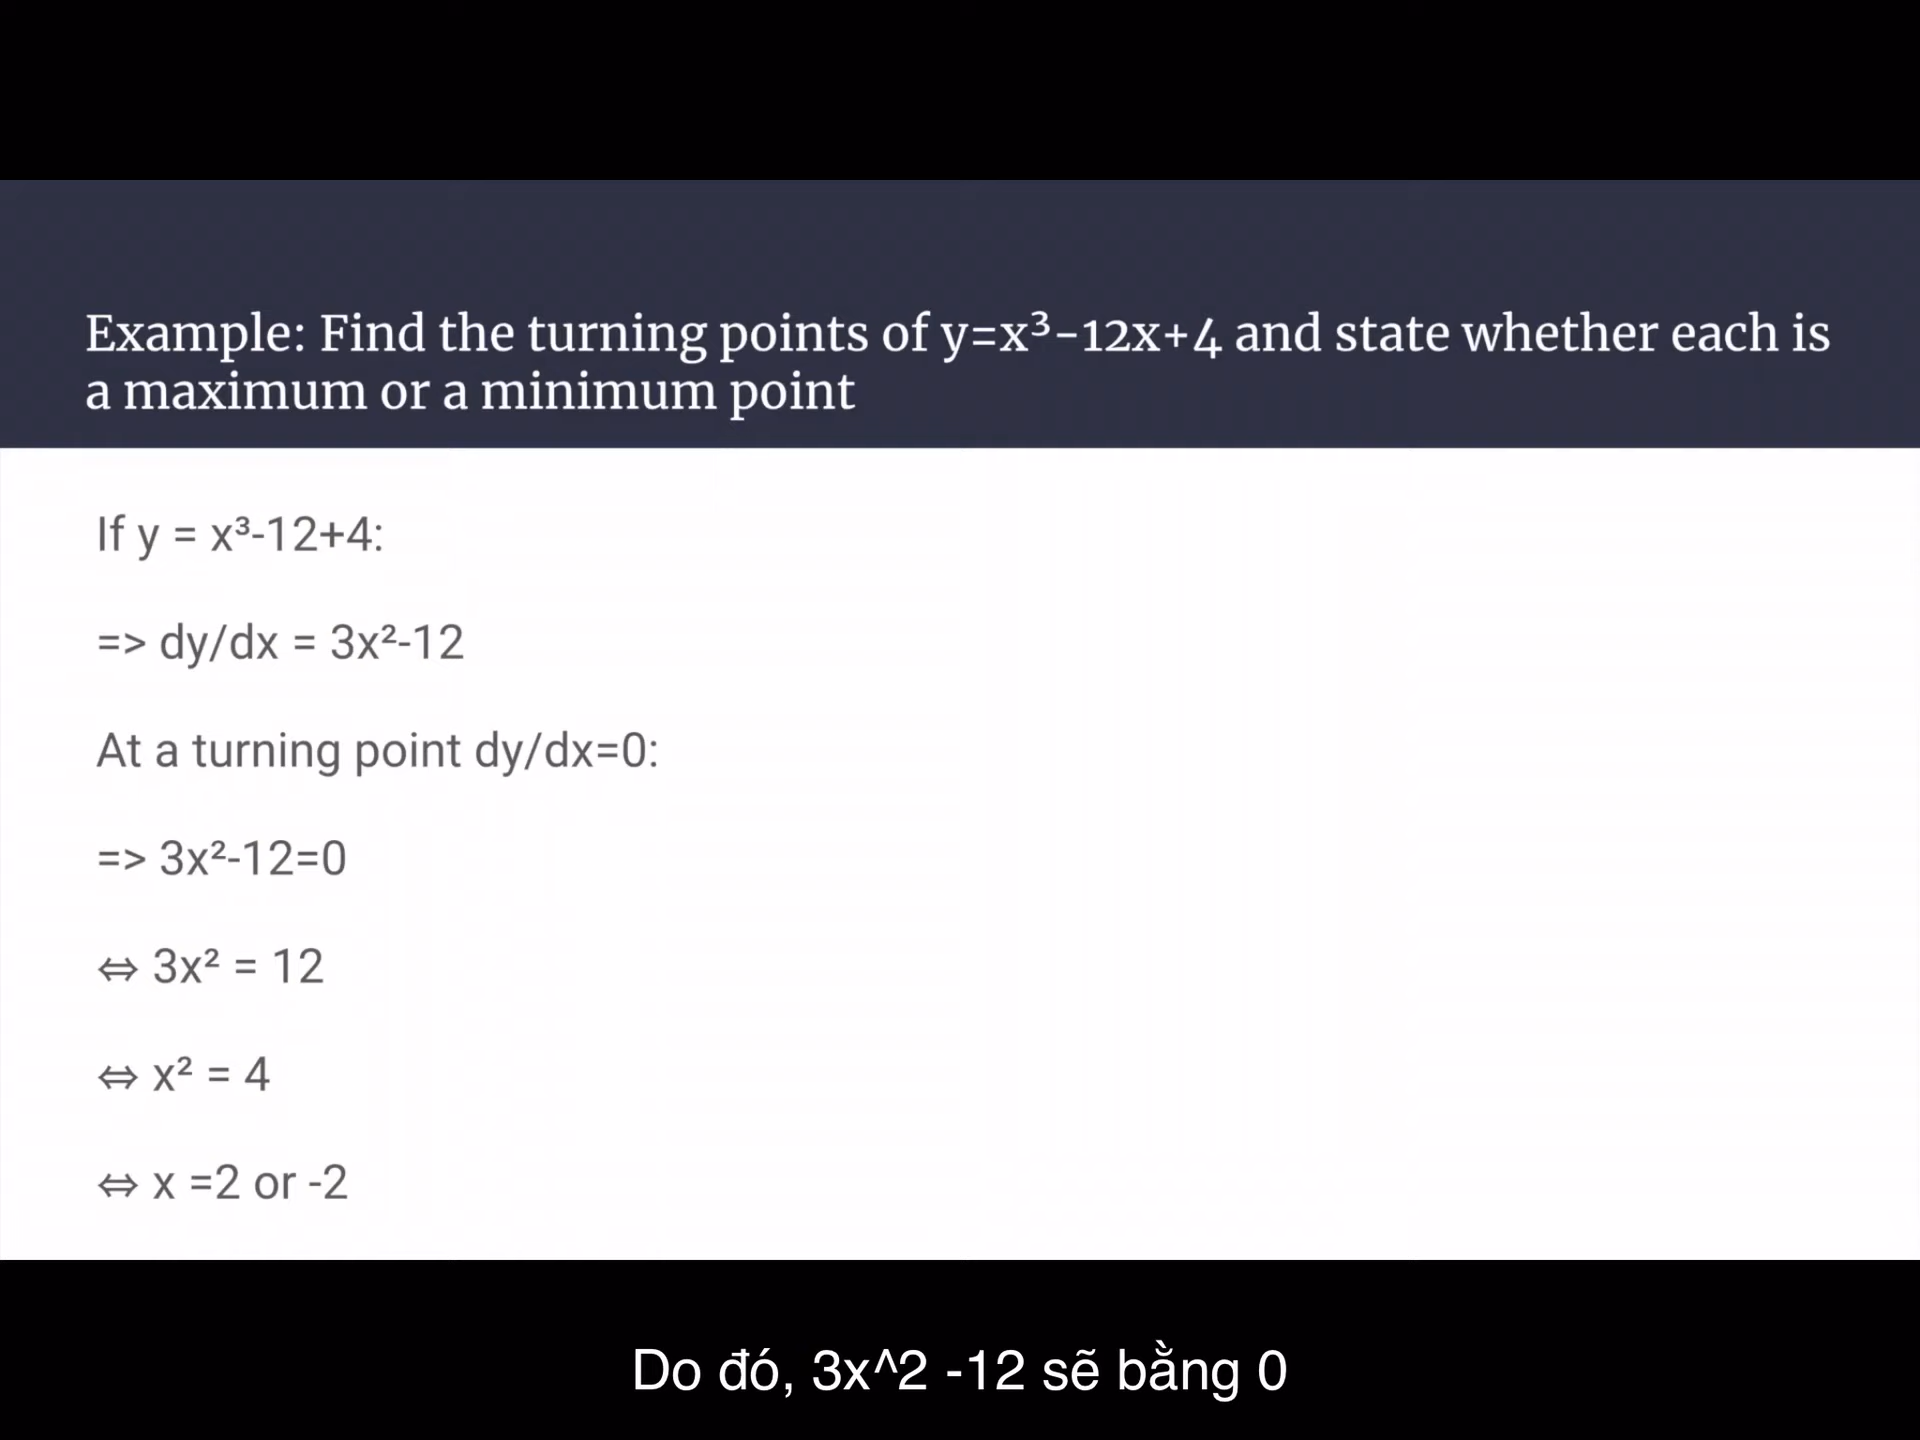 Example: Find the turning points of y=x³-12x+4 and state whether each is
a maximum or a minimum point
If y = x³-12+4:
=> dy/dx = 3x²-12
At a turning point dy/dx=0:
=> 3x²-12=0
⇔ 3x² = 12
⇔ x² = 4
⇔ x =2 or -2
Do đó, 3x^2 -12 sẽ bằng 0